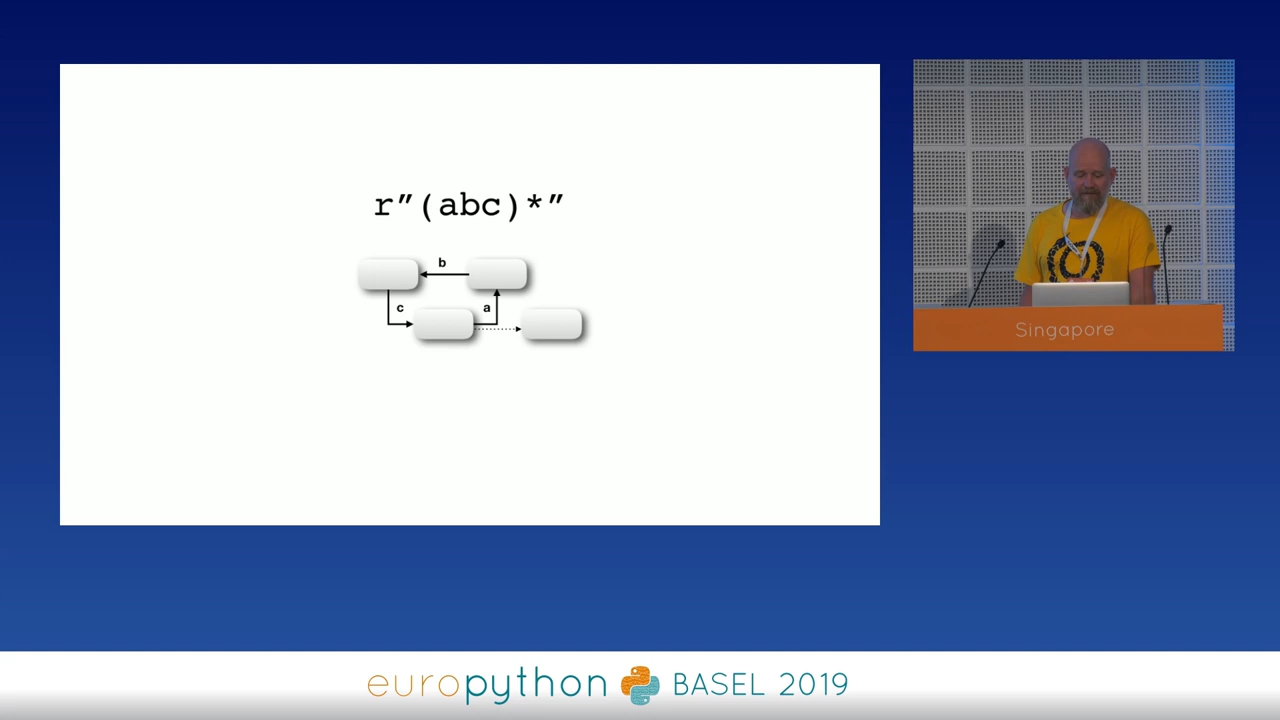 r”(abc)*”
b
c
a
Singapore
europython BASEL 2019